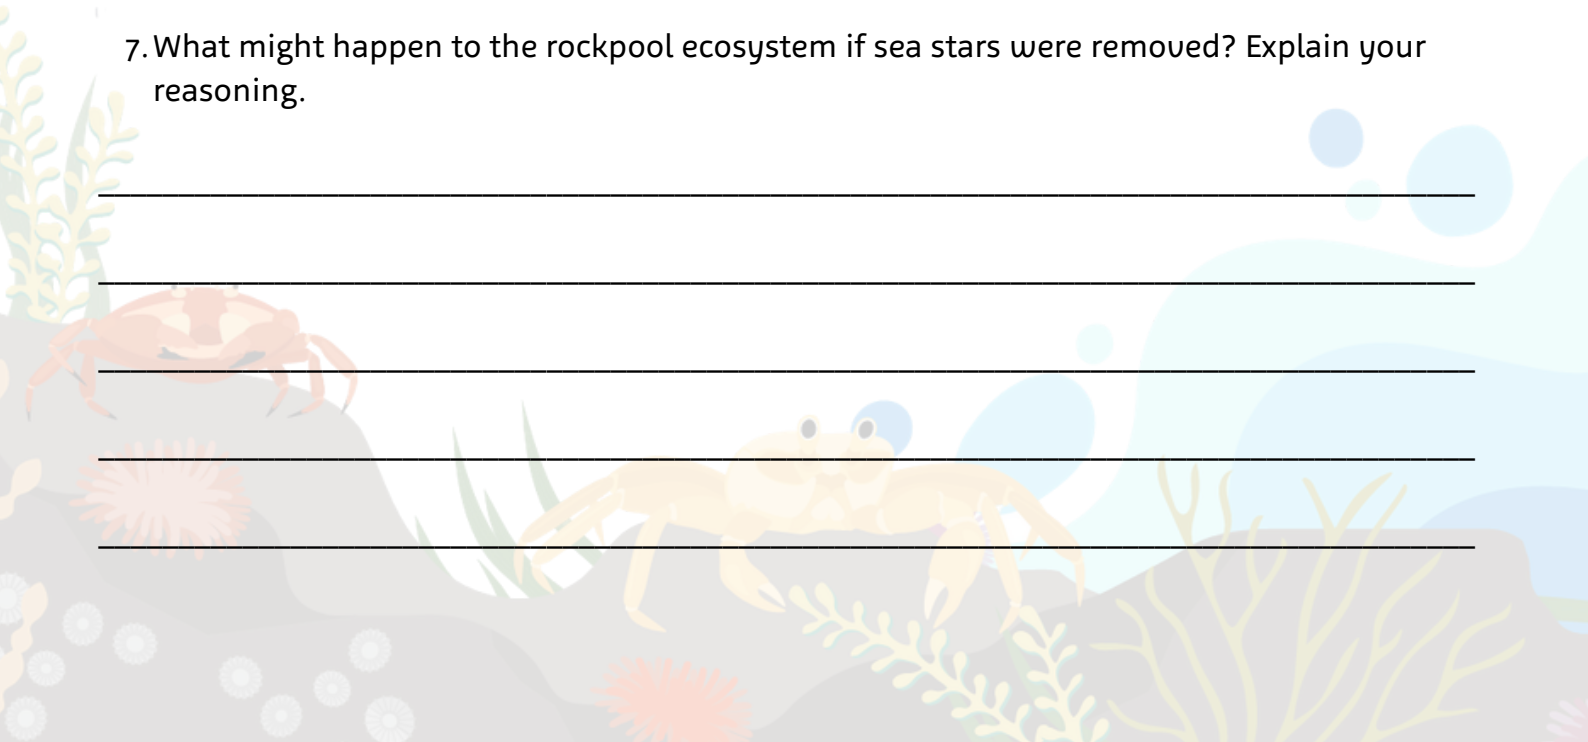 7. What might happen to the rockpool ecosystem if sea stars were removed? Explain your
reasoning.